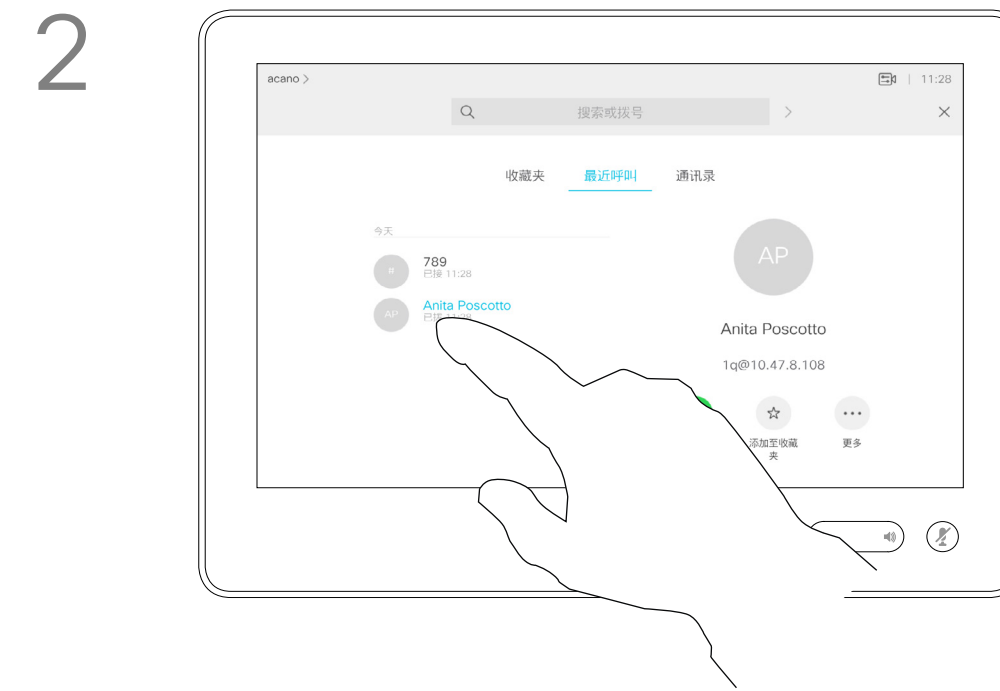 2
acano >
11:28
搜索或拨号
收藏夹 最近呼叫 通讯录
今天
789
已接 11:28
AP
Anita Poscotto
AP
Anita Poscotto
1q@10.47.8.108
添加至收藏
夹
更多